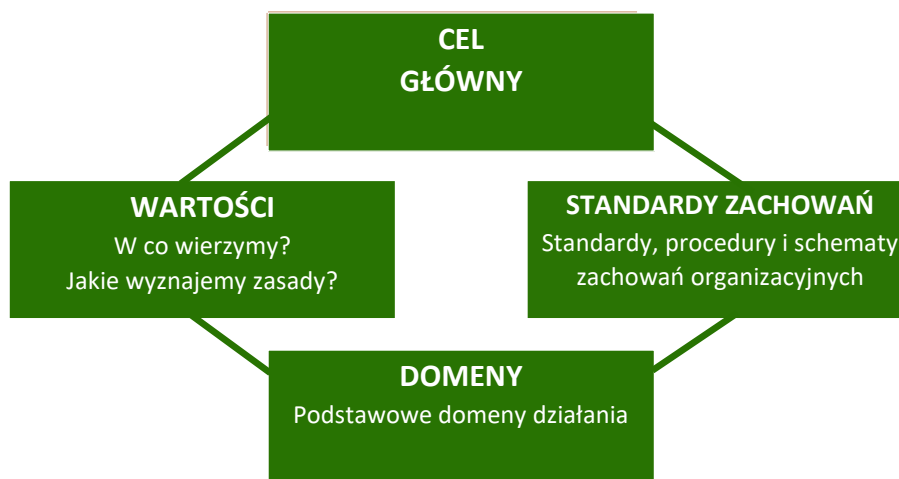 CEL
GŁÓWNY
WARTOŚCI
W co wierzymy?
Jakie wyznajemy zasady?
STANDARDY ZACHOWAŃ
Standardy, procedury i schematy
zachowań organizacyjnych
DOMENY
Podstawowe domeny działania